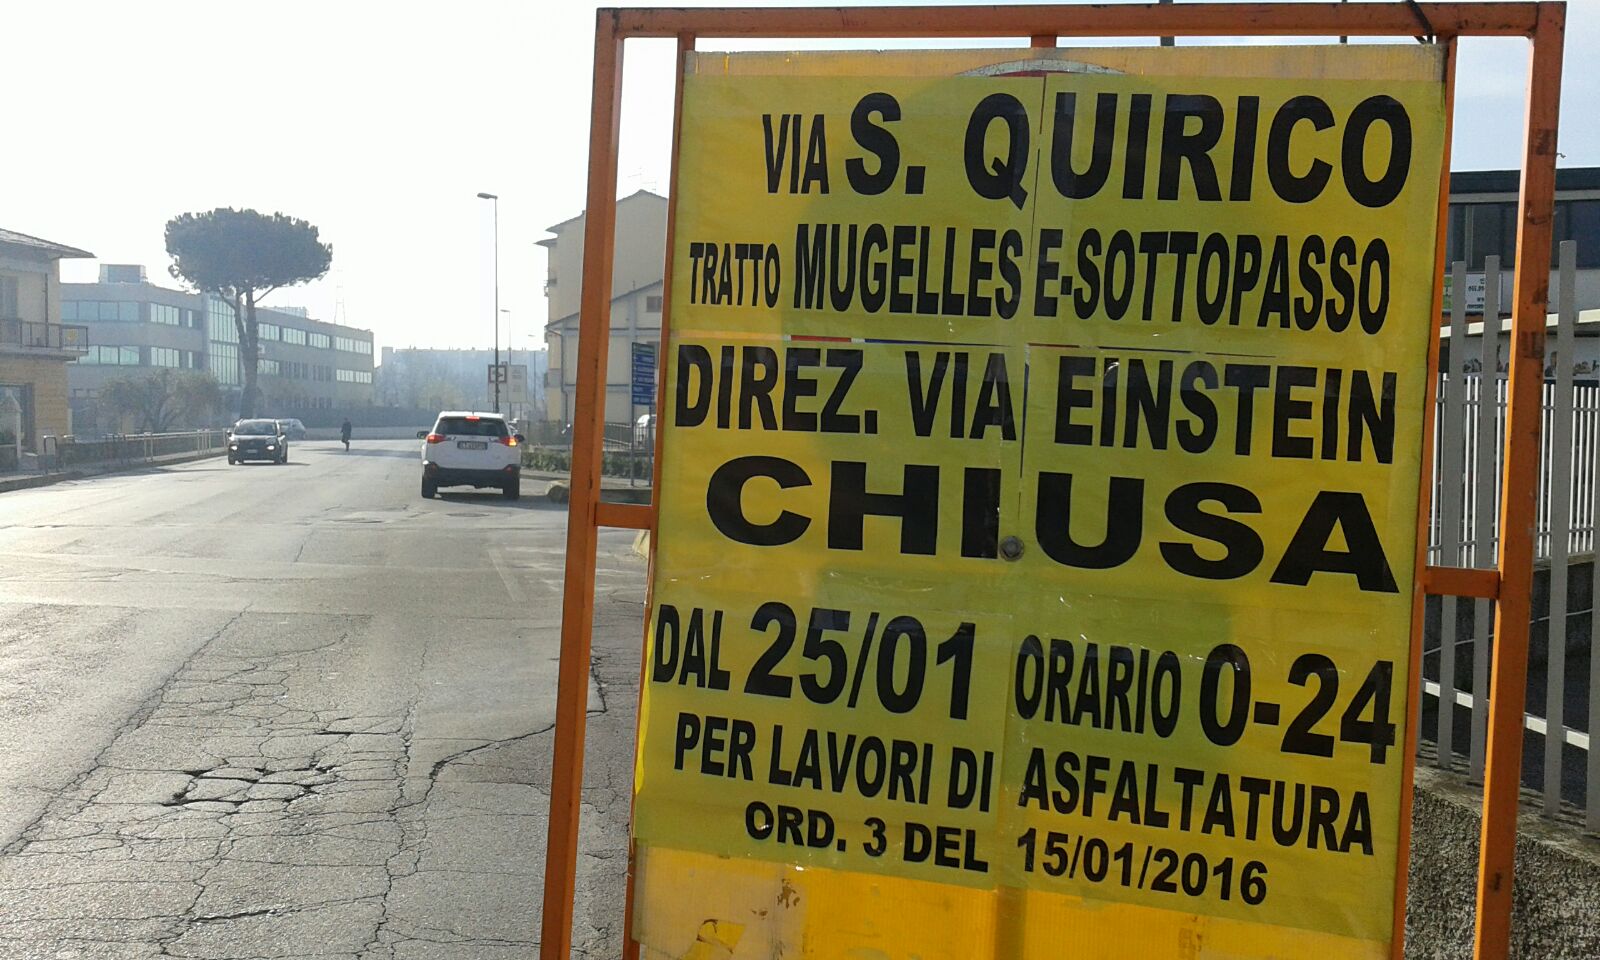 VIA S. QUIRICO
TRATTO MUGELLESE-SOTTOPASSO
DIREZ. VIA EINSTEIN
CHIUSA
DAL 25/01 ORARIO 0-24
PER LAVORI DI ASFALTATURA
ORD. 3 DEL 15/01/2016